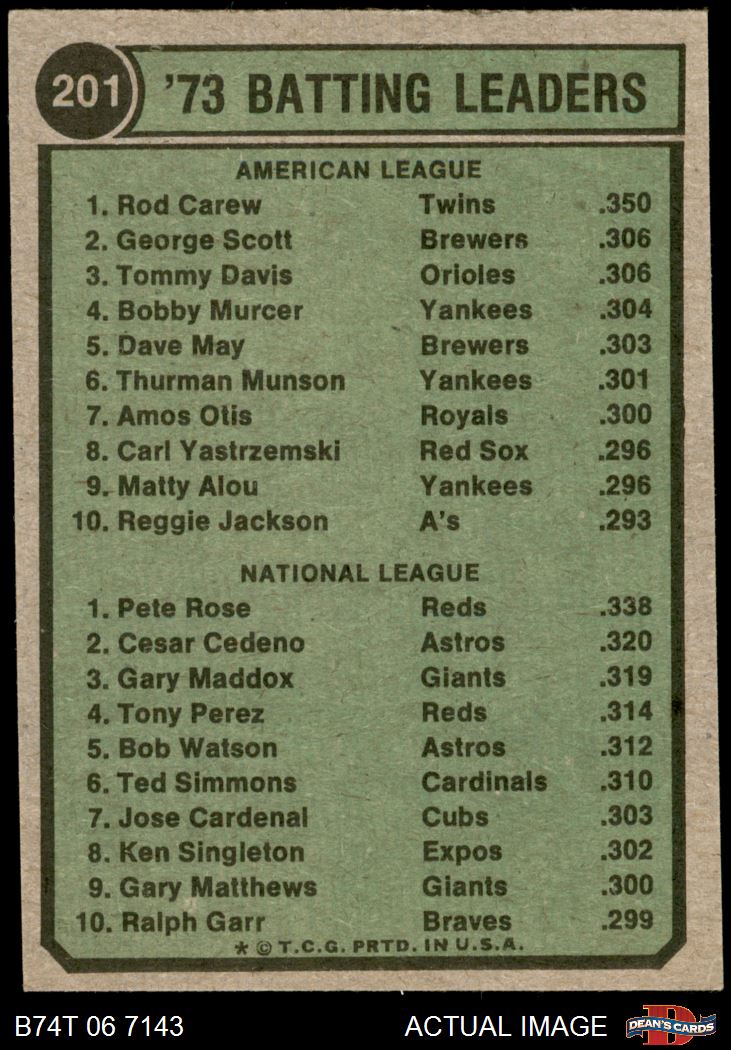 201 '73 BATTING LEADERS
AMERICAN LEAGUE
1. Rod Carew Twins .350
2. George Scott Brewers .306
3. Tommy Davis Orioles .306
4. Bobby Murcer Yankees .304
5. Dave May Brewers .303
6. Thurman Munson Yankees .301
7. Amos Otis Royals .300
8. Carl Yastrzemski Red Sox .296
9. Matty Alou Yankees .296
10. Reggie Jackson A's .293
NATIONAL LEAGUE
1. Pete Rose Reds .338
2. Cesar Cedeno Astros .320
3. Gary Maddox Giants .319
4. Tony Perez Reds .314
5. Bob Watson Astros .312
6. Ted Simmons Cardinals .310
7. Jose Cardenal Cubs .303
8. Ken Singleton Expos .302
9. Gary Matthews Giants .300
10. Ralph Garr Braves .299
* © T.C.G. PRTD. IN U.S.A.
B74T 06 7143 ACTUAL IMAGE D DEAN'S CARDS